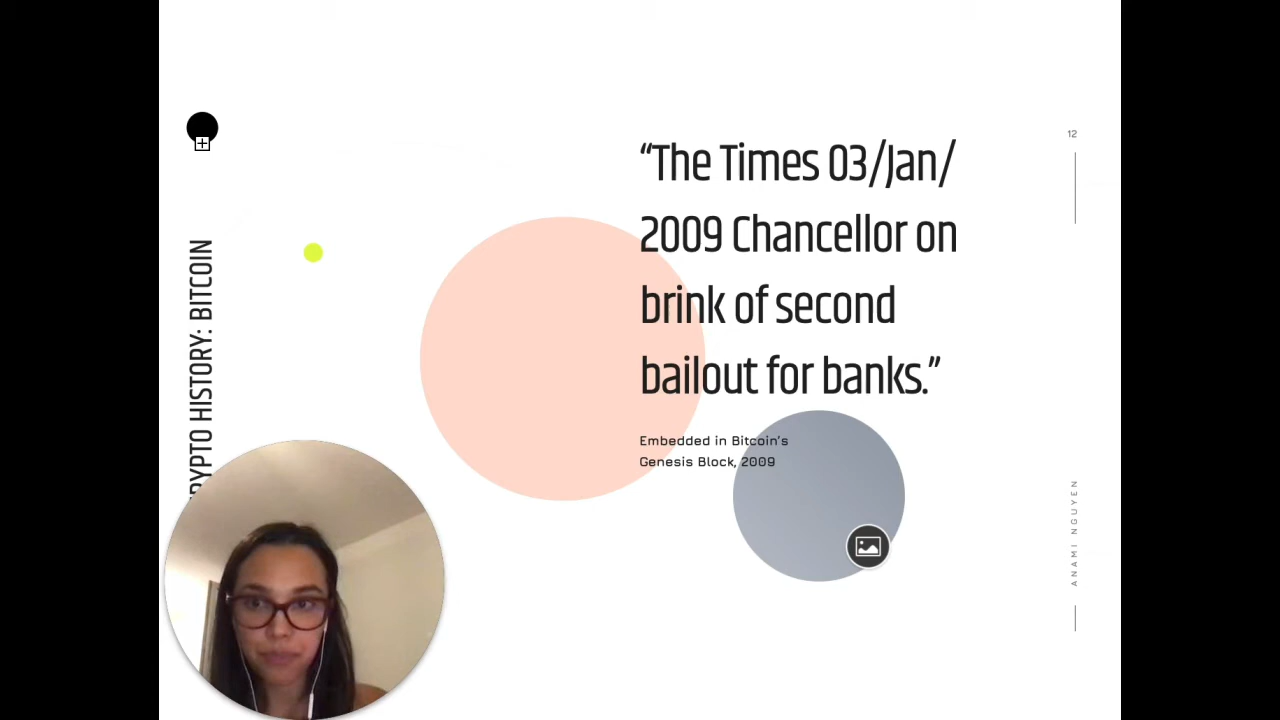 12
“The Times 03/Jan/
2009 Chancellor on
brink of second
bailout for banks.”
Embedded in Bitcoin’s
Genesis Block, 2009
RYPTO HISTORY: BITCOIN
ANAMI NGUYEN